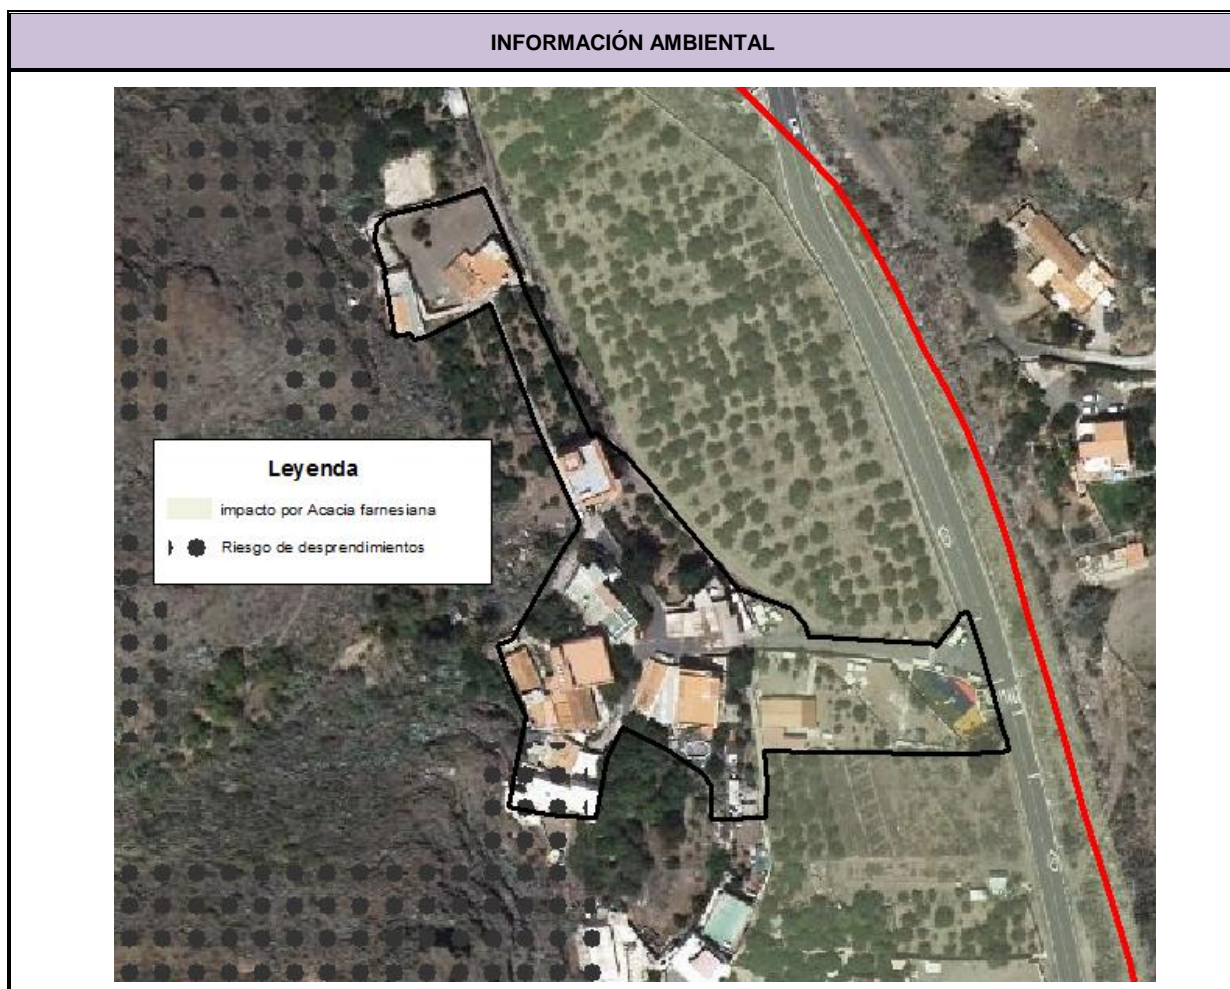 INFORMACIÓN AMBIENTAL
Leyenda
impacto por Acacia farnesiana
Riesgo de desprendimientos